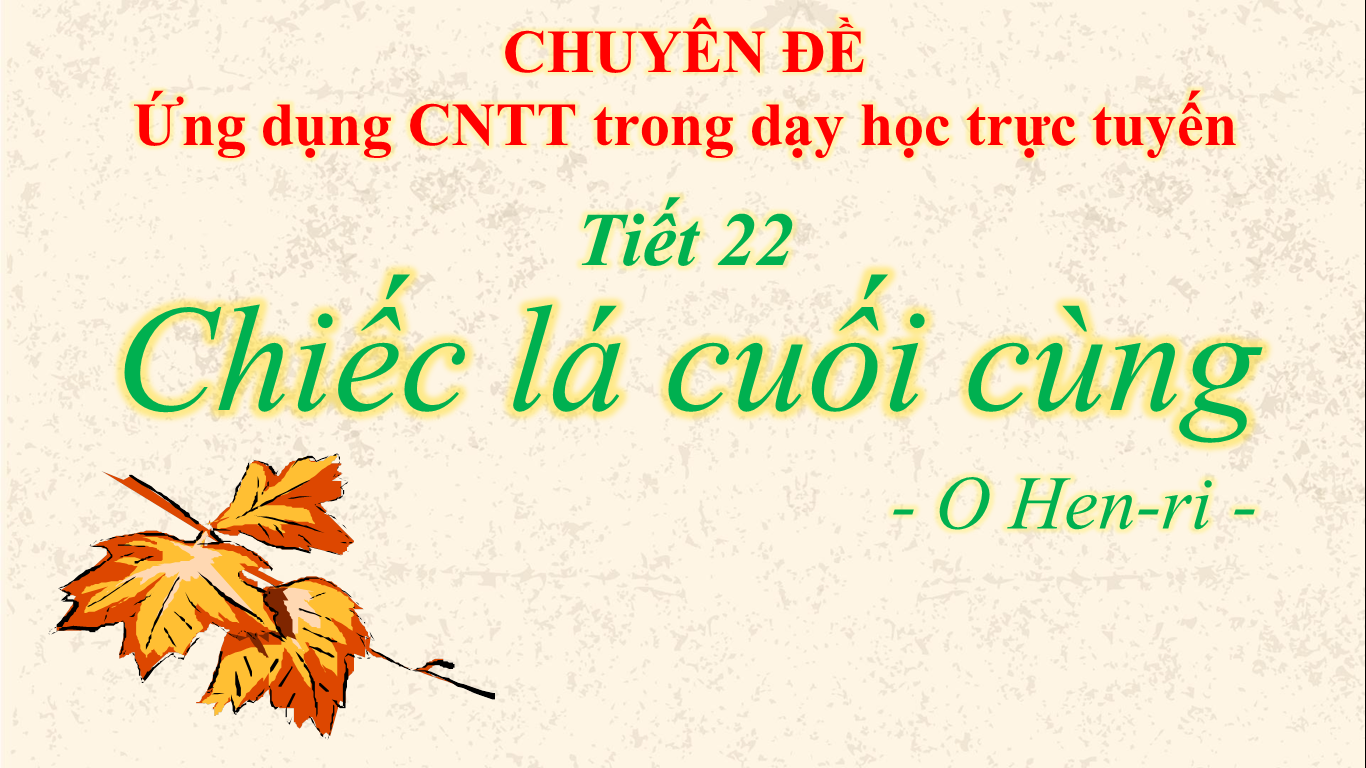 CHUYÊN ĐỀ
Ứng dụng CNTT trong dạy học trực tuyến
Tiết 22
Chiếc lá cuối cùng
- O Hen-ri -